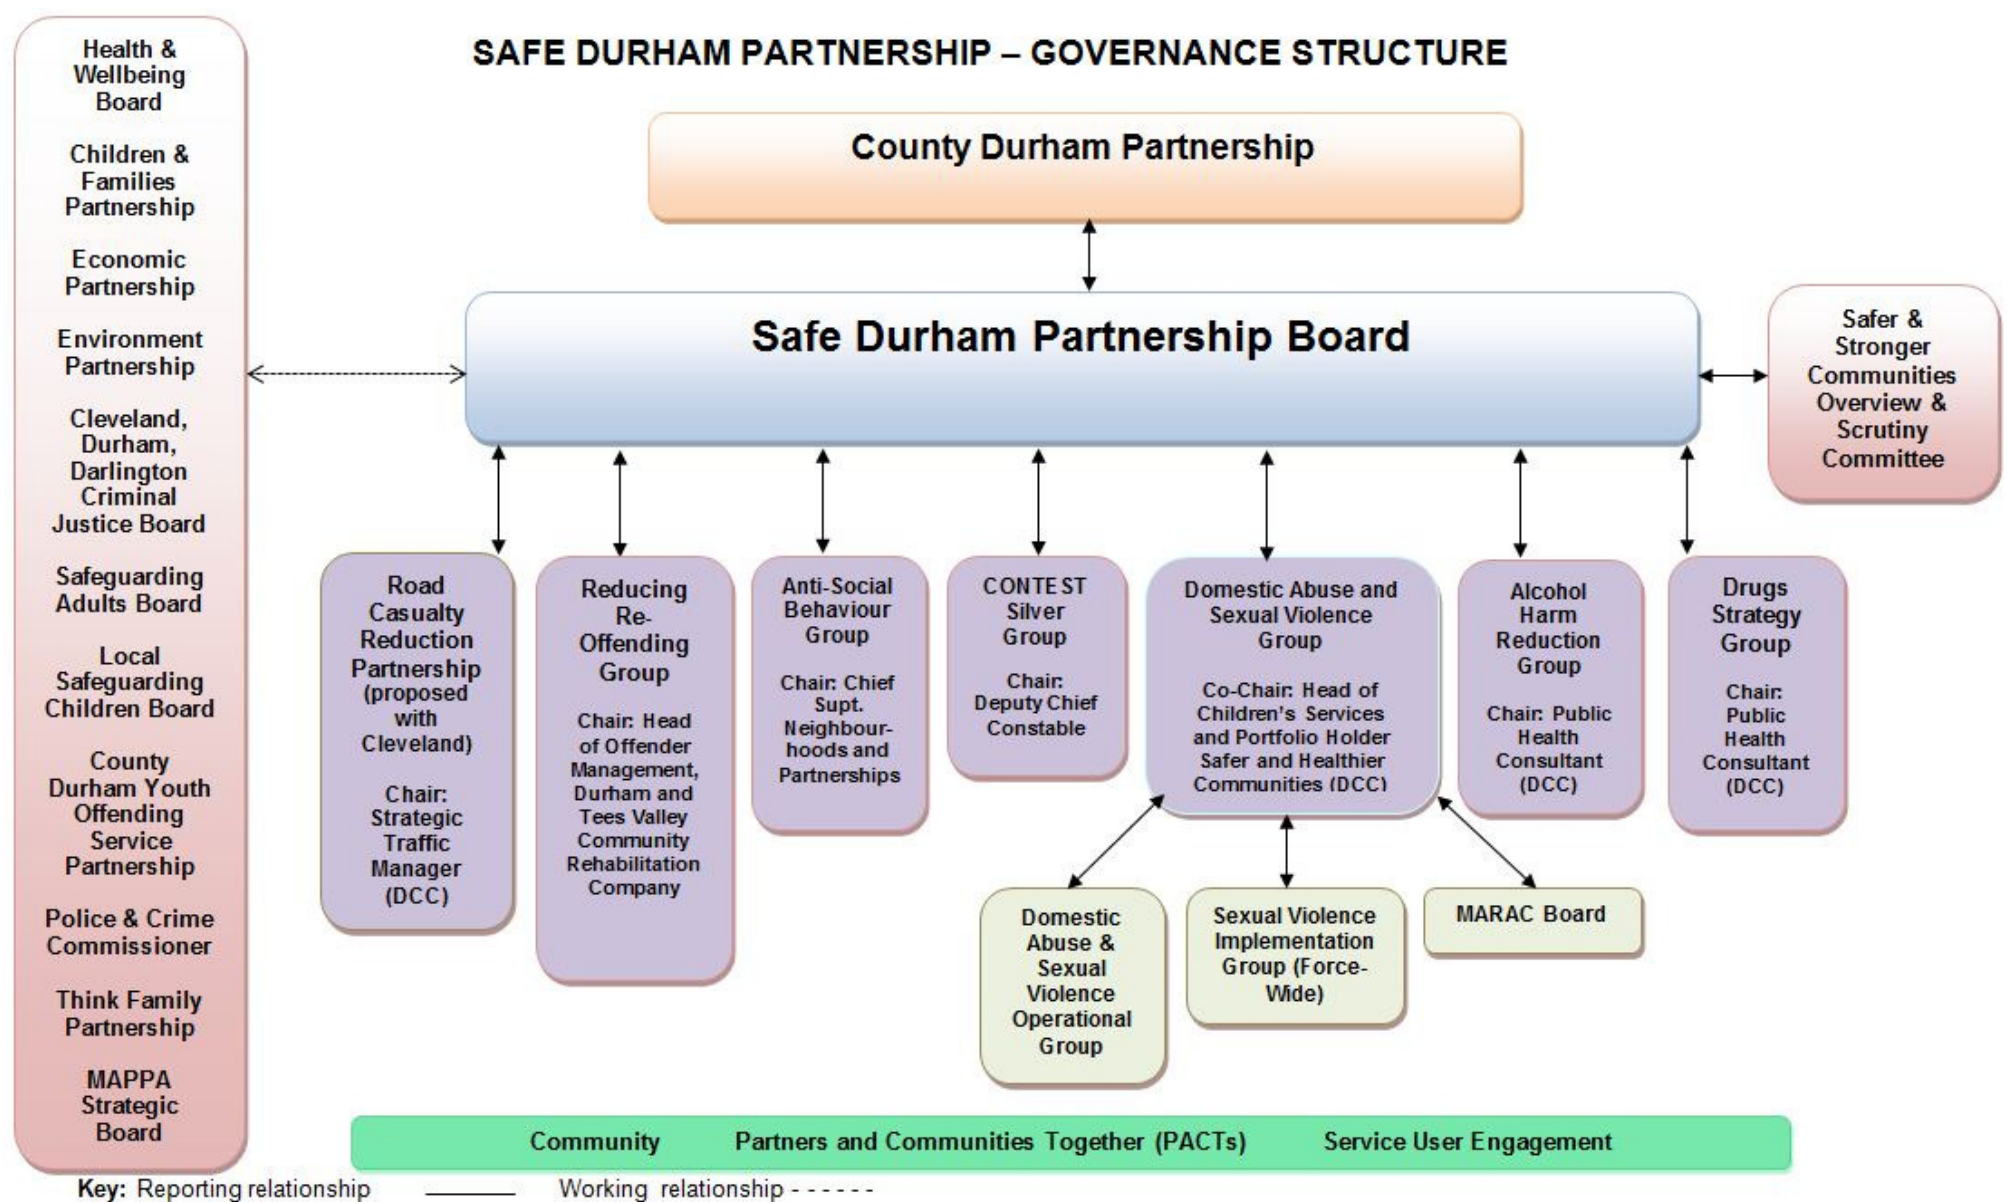 SAFE DURHAM PARTNERSHIP – GOVERNANCE STRUCTURE
Health &
Wellbeing
Board
Children &
Families
Partnership
Economic
Partnership
Environment
Partnership
Cleveland,
Durham,
Darlington
Criminal
Justice Board
Safeguarding
Adults Board
Local
Safeguarding
Children Board
County
Durham Youth
Offending
Service
Partnership
Police & Crime
Commissioner
Think Family
Partnership
MAPPA
Strategic
Board
County Durham Partnership
Safe Durham Partnership Board
Safer &
Stronger
Communities
Overview &
Scrutiny
Committee
Road
Casualty
Reduction
Partnership
(proposed
with
Cleveland)
Chair:
Strategic
Traffic
Manager
(DCC)
Reducing
Re-
Offending
Group
Chair: Head
of Offender
Management,
Durham and
Tees Valley
Community
Rehabilitation
Company
Anti-Social
Behaviour
Group
Chair: Chief
Supt.
Neighbour-
hoods and
Partnerships
CONTEST
Silver
Group
Chair:
Deputy Chief
Constable
Domestic Abuse and
Sexual Violence
Group
Co-Chair: Head of
Children's Services
and Portfolio Holder
Safer and Healthier
Communities (DCC)
Alcohol
Harm
Reduction
Group
Chair: Public
Health
Consultant
(DCC)
Drugs
Strategy
Group
Chair:
Public
Health
Consultant
(DCC)
Domestic
Abuse &
Sexual
Violence
Operational
Group
Sexual Violence
Implementation
Group (Force-
Wide)
MARAC Board
Community Partners and Communities Together (PACTs) Service User Engagement
Key: Reporting relationship Working relationship